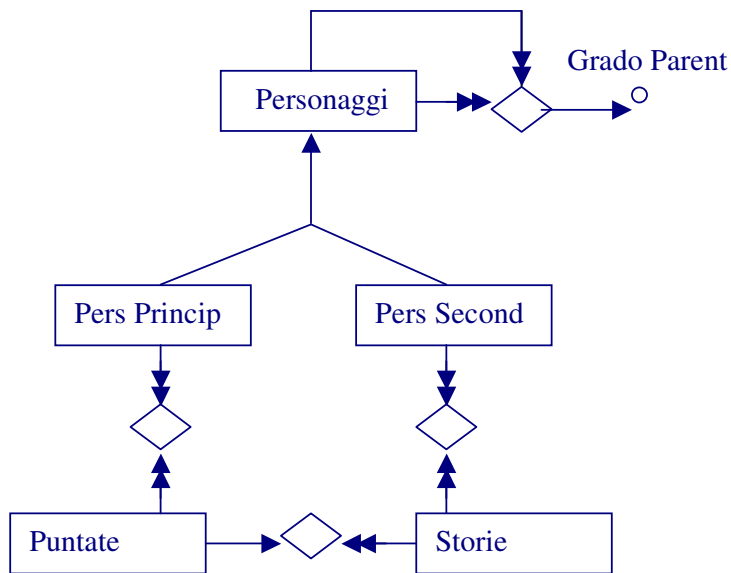 Grado Parent
Personaggi
Pers Princip
Pers Second
Puntate
Storie